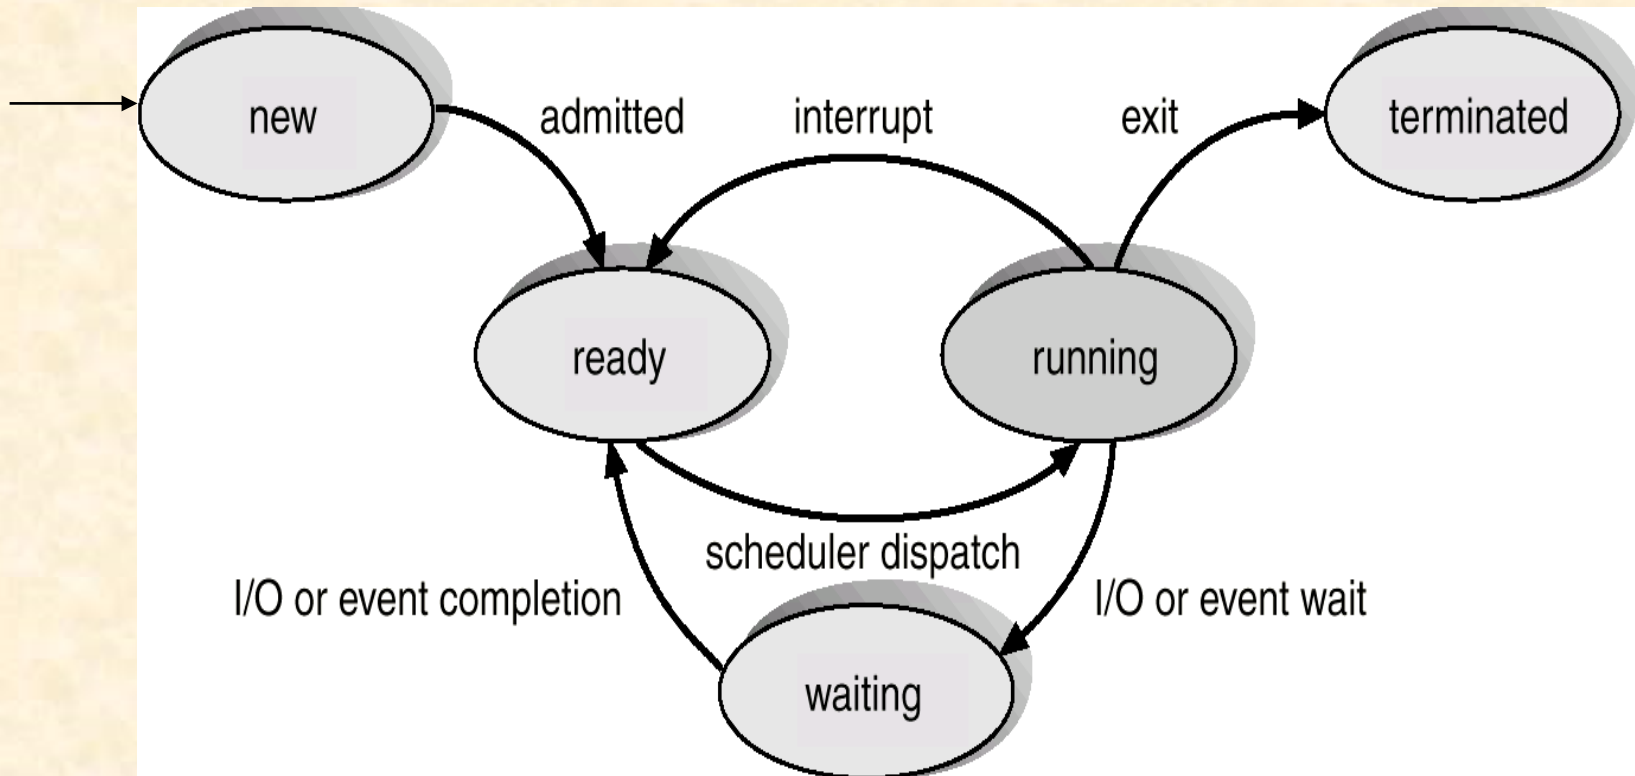 new
admitted
interrupt
exit
terminated
ready
running
scheduler dispatch
I/O or event completion
I/O or event wait
waiting